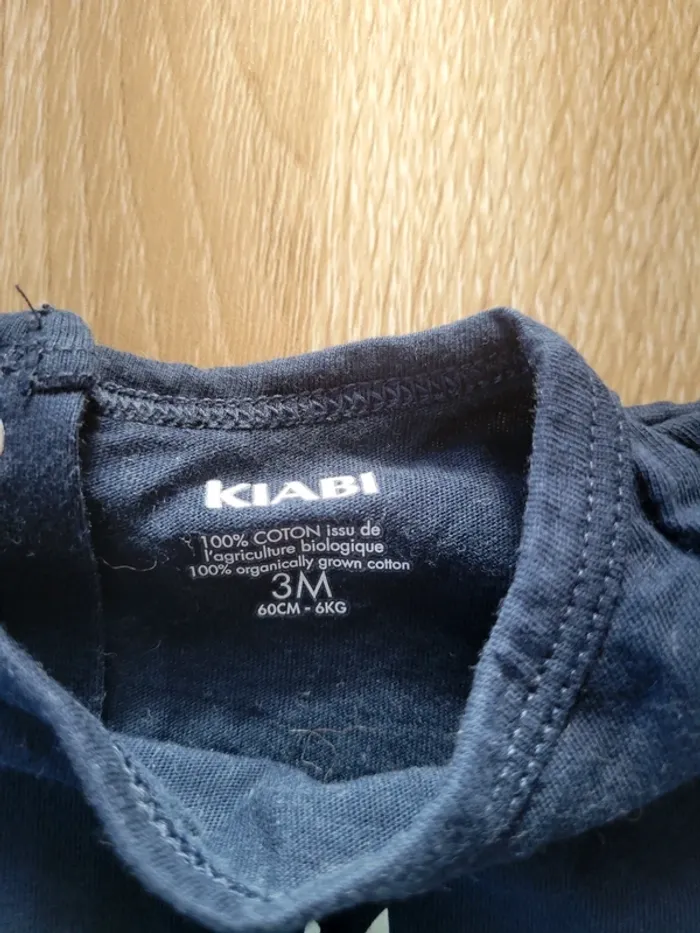 KIABI
100% COTON issu de
l'agriculture biologique
100% organically grown cotton
3M
60CM - 6KG